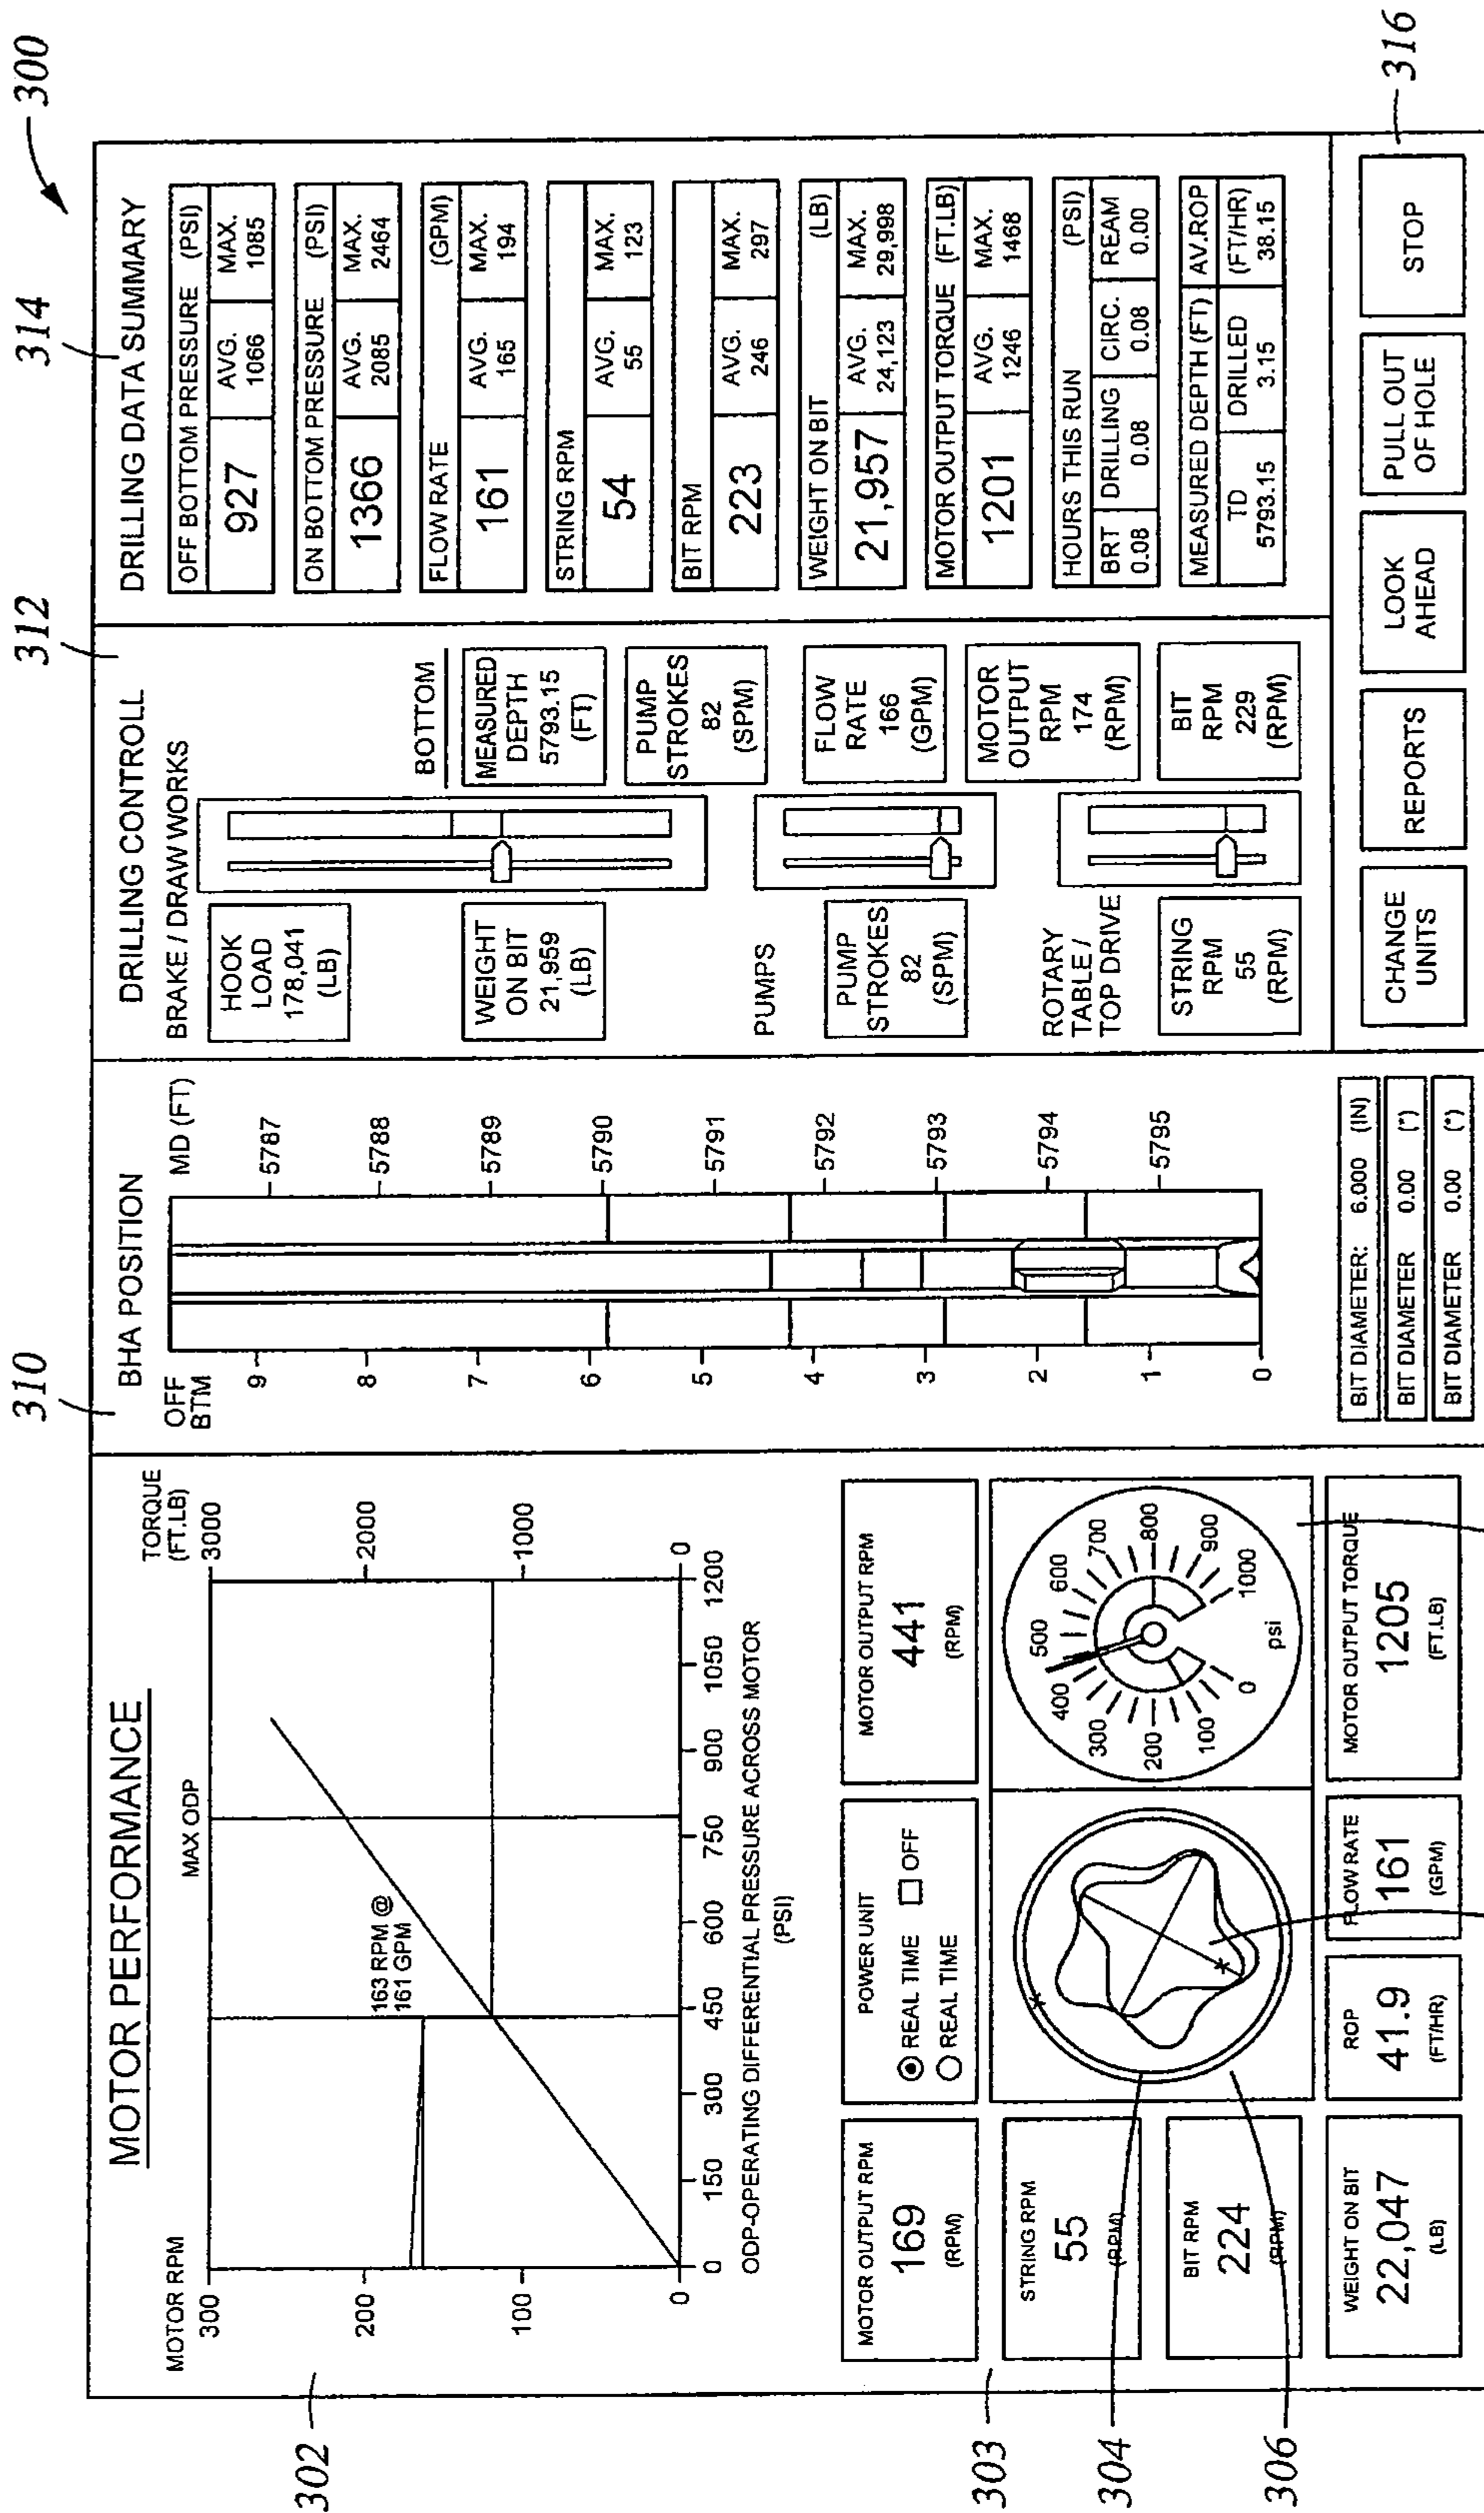 300
310
312
314
MOTOR PERFORMANCE
MOTOR RPM
TORQUE
(FT.LB)
MAX ODP
300
200
100
0
3000
2000
1000
0
163 RPM @
161 GPM
0 150 300 450 600 750 900 1050 1200
ODP-OPERATING DIFFERENTIAL PRESSURE ACROSS MOTOR
(PSI)
302
MOTOR OUTPUT RPM
169
(RPM)
POWER UNIT
REAL TIME OFF
REAL TIME
MOTOR OUTPUT RPM
441
(RPM)
303
STRING RPM
55
(RPM)
304
BIT RPM
224
(RPM)
306
0
100
200
300
400
500
600
700
800
900
1000
psi
WEIGHT ON BIT
22,047
(LB)
ROP
41.9
(FT/HR)
FLOW RATE
161
(GPM)
MOTOR OUTPUT TORQUE
1205
(FT.LB)
BHA POSITION
OFF
BTM
MD (FT)
9
8
7
6
5
4
3
2
1
0
5787
5788
5789
5790
5791
5792
5793
5794
5795
BIT DIAMETER: 6.000 (IN)
BIT DIAMETER 0.00 (°)
BIT DIAMETER 0.00 (°)
DRILLING CONTROLL
BRAKE / DRAW WORKS
HOOK
LOAD
178,041
(LB)
BOTTOM
WEIGHT
ON BIT
21,959
(LB)
MEASURED
DEPTH
5793.15
(FT)
PUMP
STROKES
82
(SPM)
PUMPS
PUMP
STROKES
82
(SPM)
FLOW
RATE
166
(GPM)
MOTOR
OUTPUT
RPM
174
(RPM)
ROTARY
TABLE /
TOP DRIVE
STRING
RPM
55
(RPM)
BIT
RPM
229
(RPM)
DRILLING DATA SUMMARY
OFF BOTTOM PRESSURE (PSI)
927
AVG. MAX.
1066 1085
ON BOTTOM PRESSURE (PSI)
1366
AVG. MAX.
2085 2464
FLOW RATE (GPM)
161
AVG. MAX.
165 194
STRING RPM
54
AVG. MAX.
55 123
BIT RPM
223
AVG. MAX.
246 297
WEIGHT ON BIT (LB)
21,957
AVG. MAX.
24,123 29,998
MOTOR OUTPUT TORQUE (FT.LB)
1201
AVG. MAX.
1246 1468
HOURS THIS RUN (PSI)
BRT DRILLING CIRC. REAM
0.08 0.08 0.08 0.00
MEASURED DEPTH (FT) AV.ROP
TD DRILLED (FT/HR)
5793.15 3.15 38.15
CHANGE
UNITS
REPORTS
LOOK
AHEAD
PULL OUT
OF HOLE
STOP
316